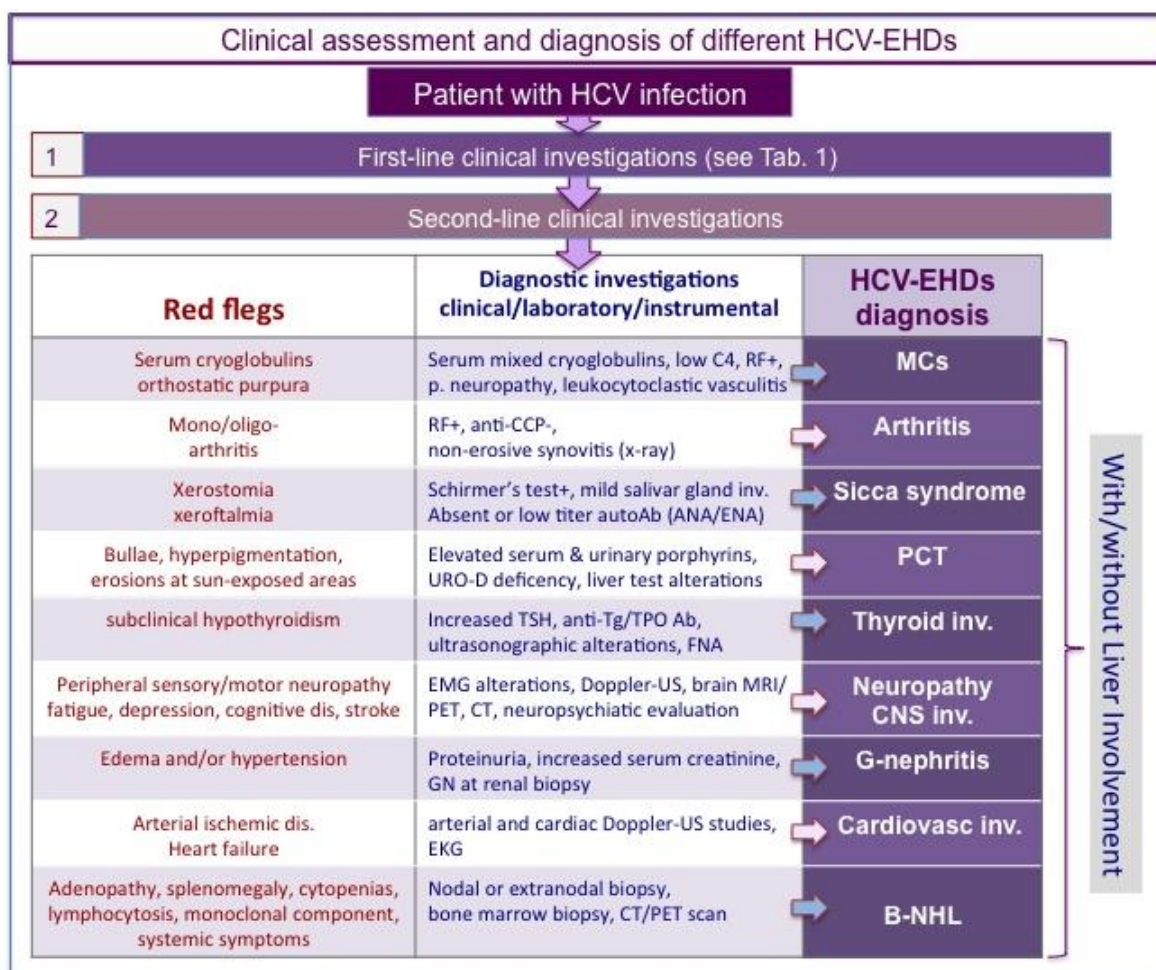 Clinical assessment and diagnosis of different HCV-EHDs
Patient with HCV infection
1
First-line clinical investigations (see Tab. 1)
2
Second-line clinical investigations
Red flegs
Diagnostic investigations
clinical/laboratory/instrumental
HCV-EHDs
diagnosis
Serum cryoglobulins
orthostatic purpura
Serum mixed cryoglobulins, low C4, RF+,
p. neuropathy, leukocytoclastic vasculitis
MCs
Mono/oligo-
arthritis
RF+, anti-CCP-,
non-erosive synovitis (x-ray)
Arthritis
Xerostomia
xeroftalmia
Schirmer's test+, mild salivar gland inv.
Absent or low titer autoAb (ANA/ENA)
Sicca syndrome
Bullae, hyperpigmentation,
erosions at sun-exposed areas
Elevated serum & urinary porphyrins,
URO-D deficency, liver test alterations
PCT
subclinical hypothyroidism
Increased TSH, anti-Tg/TPO Ab,
ultrasonographic alterations, FNA
Thyroid inv.
Peripheral sensory/motor neuropathy
fatigue, depression, cognitive dis, stroke
EMG alterations, Doppler-US, brain MRI/
PET, CT, neuropsychiatic evaluation
Neuropathy
CNS inv.
Edema and/or hypertension
Proteinuria, increased serum creatinine,
GN at renal biopsy
G-nephritis
Arterial ischemic dis.
Heart failure
arterial and cardiac Doppler-US studies,
EKG
Cardiovasc inv.
Adenopathy, splenomegaly, cytopenias,
lymphocytosis, monoclonal component,
systemic symptoms
Nodal or extranodal biopsy,
bone marrow biopsy, CT/PET scan
B-NHL
With/without Liver Involvement